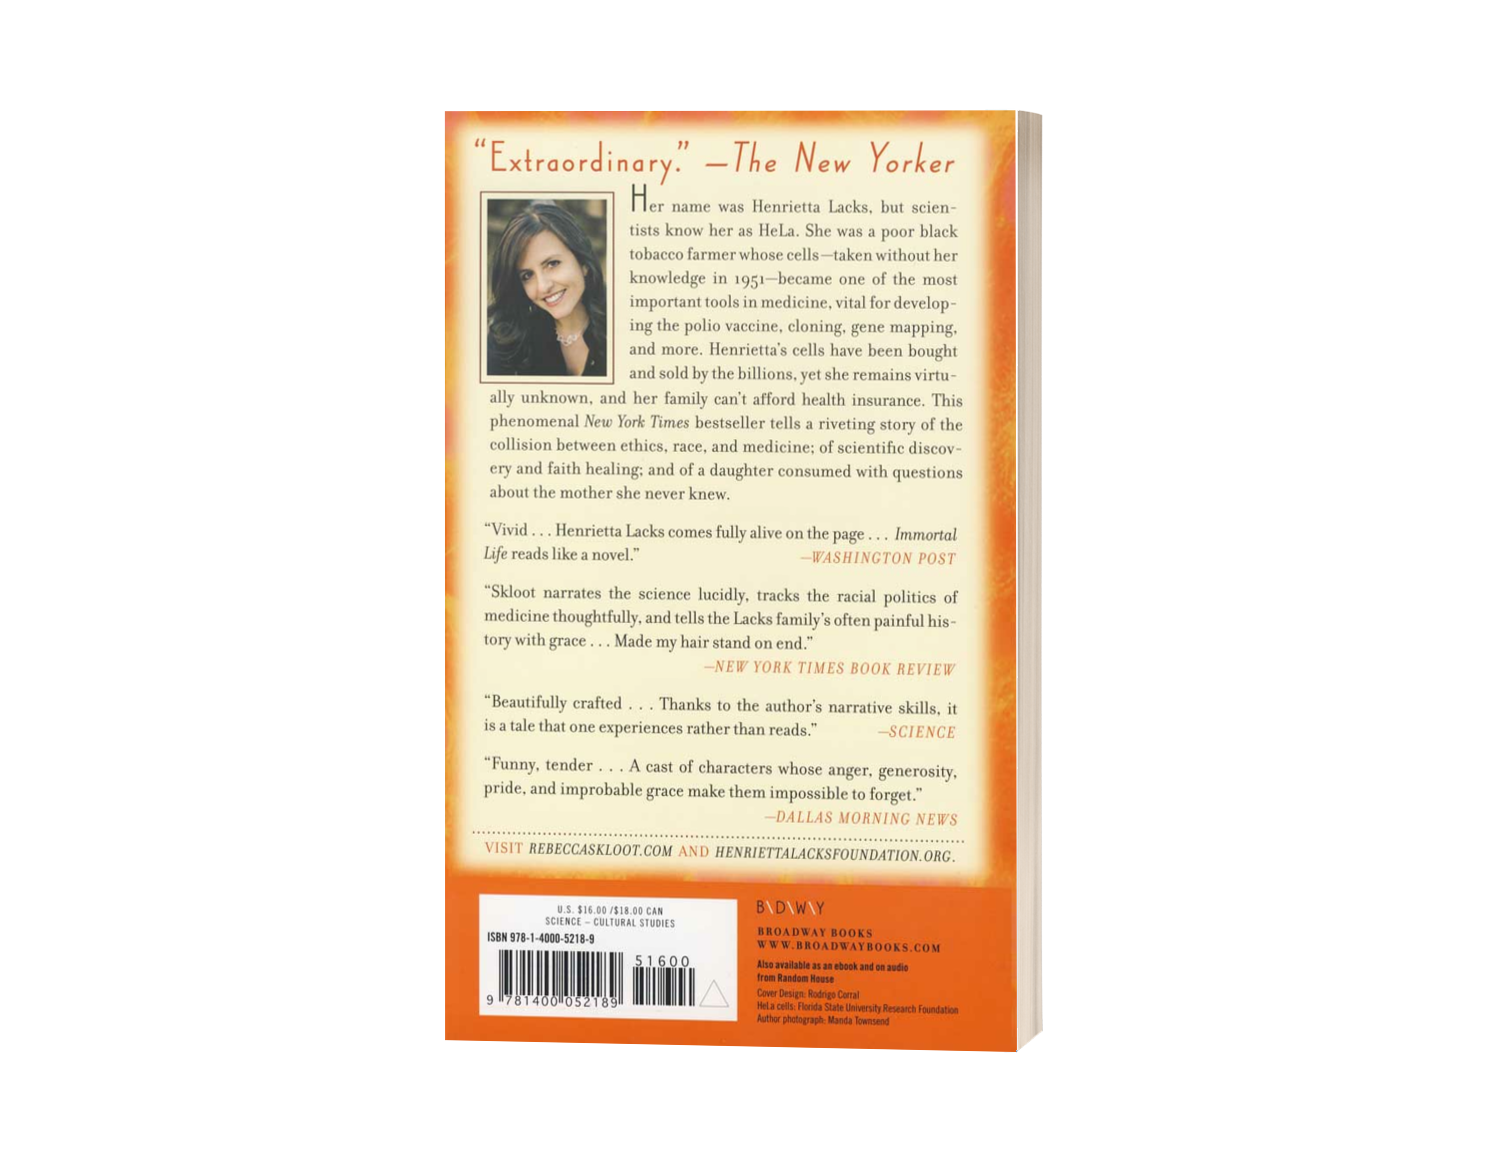 “Extraordinary.” —The New Yorker
Her name was Henrietta Lacks, but scien-
tists know her as HeLa. She was a poor black
tobacco farmer whose cells—taken without her
knowledge in 1951—became one of the most
important tools in medicine, vital for develop-
ing the polio vaccine, cloning, gene mapping,
and more. Henrietta’s cells have been bought
and sold by the billions, yet she remains virtu-
ally unknown, and her family can’t afford health insurance. This
phenomenal New York Times bestseller tells a riveting story of the
collision between ethics, race, and medicine; of scientific discov-
ery and faith healing; and of a daughter consumed with questions
about the mother she never knew.
“Vivid . . . Henrietta Lacks comes fully alive on the page . . . Immortal
Life reads like a novel.” —WASHINGTON POST
“Skloot narrates the science lucidly, tracks the racial politics of
medicine thoughtfully, and tells the Lacks family’s often painful his-
tory with grace . . . Made my hair stand on end.”
—NEW YORK TIMES BOOK REVIEW
“Beautifully crafted . . . Thanks to the author’s narrative skills, it
is a tale that one experiences rather than reads.” —SCIENCE
“Funny, tender . . . A cast of characters whose anger, generosity,
pride, and improbable grace make them impossible to forget.”
—DALLAS MORNING NEWS
VISIT REBECCASKLOOT.COM AND HENRIETTALACKSFOUNDATION.ORG.
U.S. $16.00 /$18.00 CAN
SCIENCE – CULTURAL STUDIES
ISBN 978-1-4000-5218-9
51600
9 781400 052189
B\D\W\Y
BROADWAY BOOKS
WWW.BROADWAYBOOKS.COM
Also available as an ebook and on audio
from Random House
Cover Design: Rodrigo Corral
HeLa cells: Florida State University Research Foundation
Author photograph: Manda Townsend